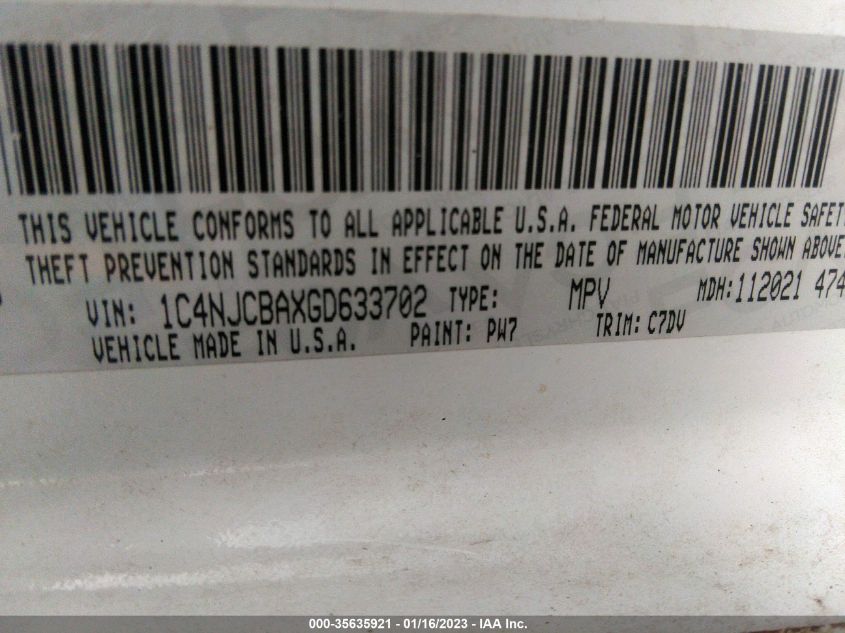 THIS VEHICLE CONFORMS TO ALL APPLICABLE U.S.A. FEDERAL MOTOR VEHICLE SAFETY
THEFT PREVENTION STANDARDS IN EFFECT ON THE DATE OF MANUFACTURE SHOWN ABOVE.
VIN: 1C4NJCBAXGD633702 TYPE: MPV MDH:112021 474
VEHICLE MADE IN U.S.A. PAINT: PW7 TRIM: C7DV
000-35635921 - 01/16/2023 - IAA Inc.